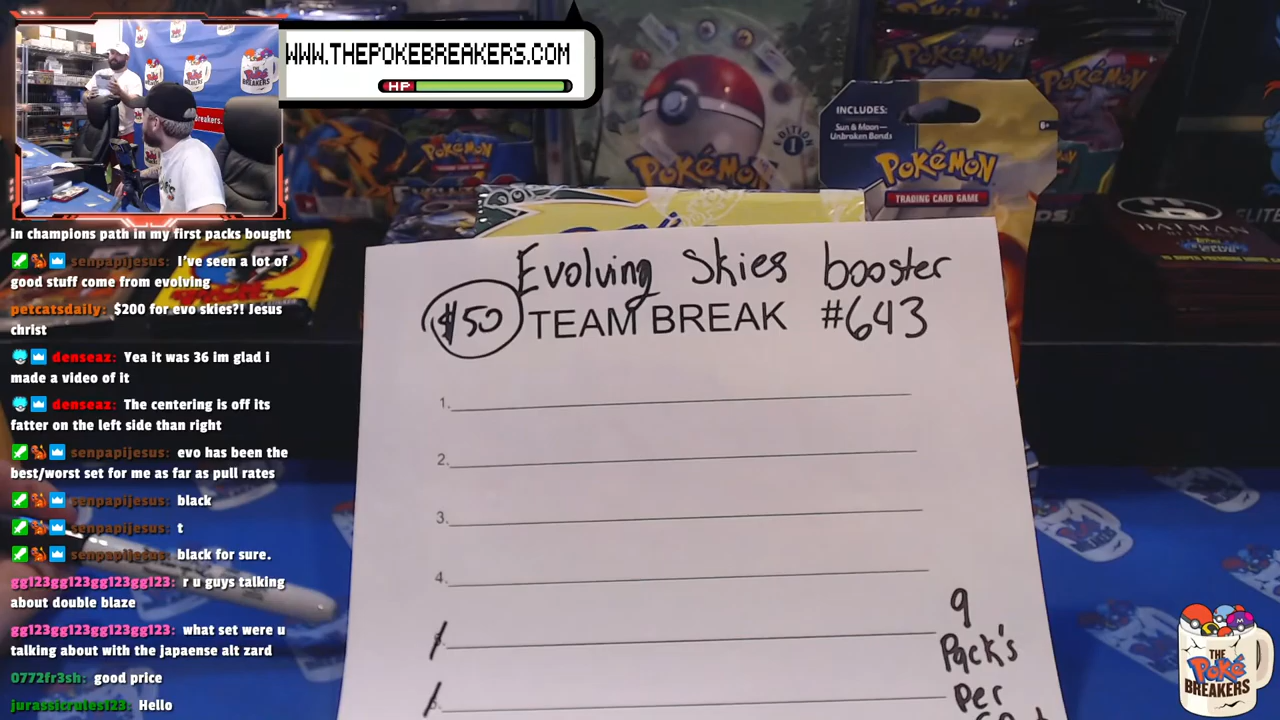 WWW.THEPOKEBREAKERS.COM
HP
INCLUDES:
Sun & Moon—
Unbroken Bonds
6+
POKéMON
TRADING CARD GAME
POKéMON
EDITION
1
POKéMON
Evolving Skies booster
$50 TEAM BREAK #643
1.
2.
3.
4.
9
Pack's
Per
in champions path in my first packs bought
senpapijesus: I've seen a lot of
good stuff come from evolving
petcatsdaily: $200 for evo skies?! Jesus
christ
denseaz: Yea it was 36 im glad i
made a video of it
denseaz: The centering is off its
fatter on the left side than right
senpapijesus: evo has been the
best/worst set for me as far as pull rates
senpapijesus: black
senpapijesus: t
senpapijesus: black for sure.
gg123gg123gg123gg123: r u guys talking
about double blaze
gg123gg123gg123gg123: what set were u
talking about with the japaense alt zard
0772fr3sh: good price
jurassicrules123: Hello
THE
POKé
BREAKERS